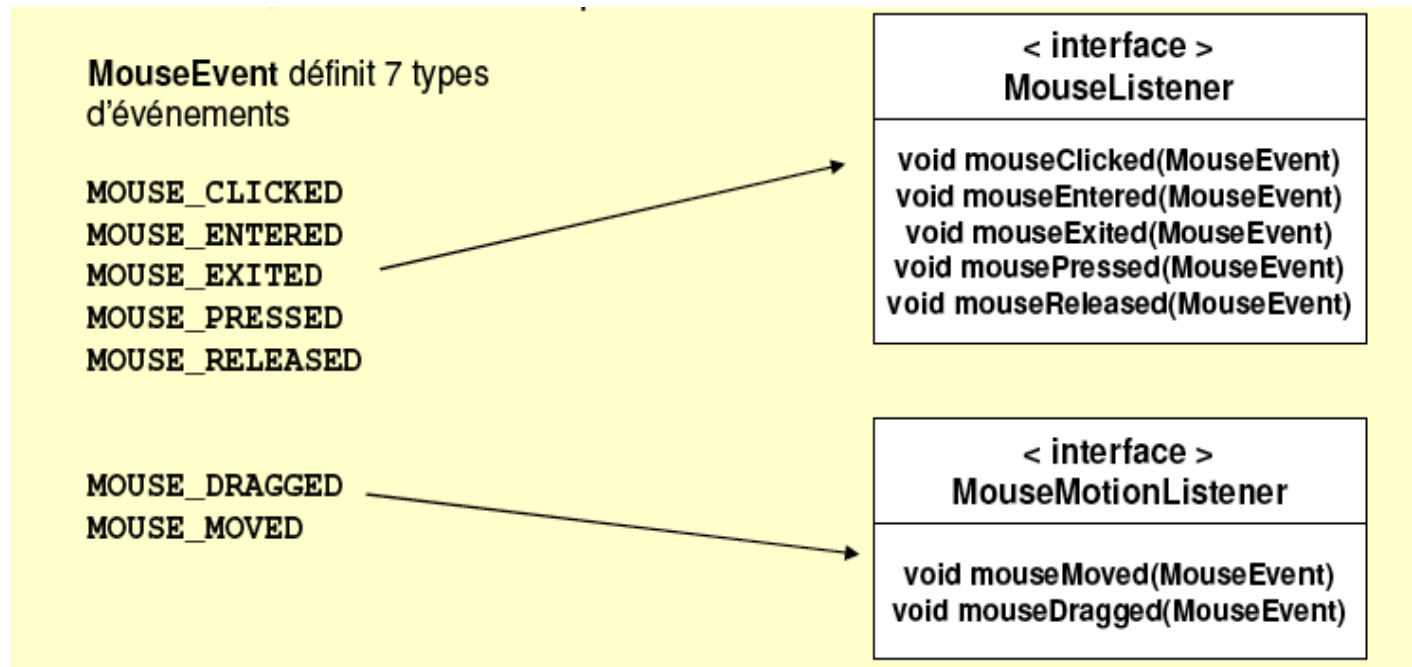 MouseEvent définit 7 types
d'événements
MOUSE_CLICKED
MOUSE_ENTERED
MOUSE_EXITED
MOUSE_PRESSED
MOUSE_RELEASED
MOUSE_DRAGGED
MOUSE_MOVED
< interface >
MouseListener
void mouseClicked(MouseEvent)
void mouseEntered(MouseEvent)
void mouseExited(MouseEvent)
void mousePressed(MouseEvent)
void mouseReleased(MouseEvent)
< interface >
MouseMotionListener
void mouseMoved(MouseEvent)
void mouseDragged(MouseEvent)